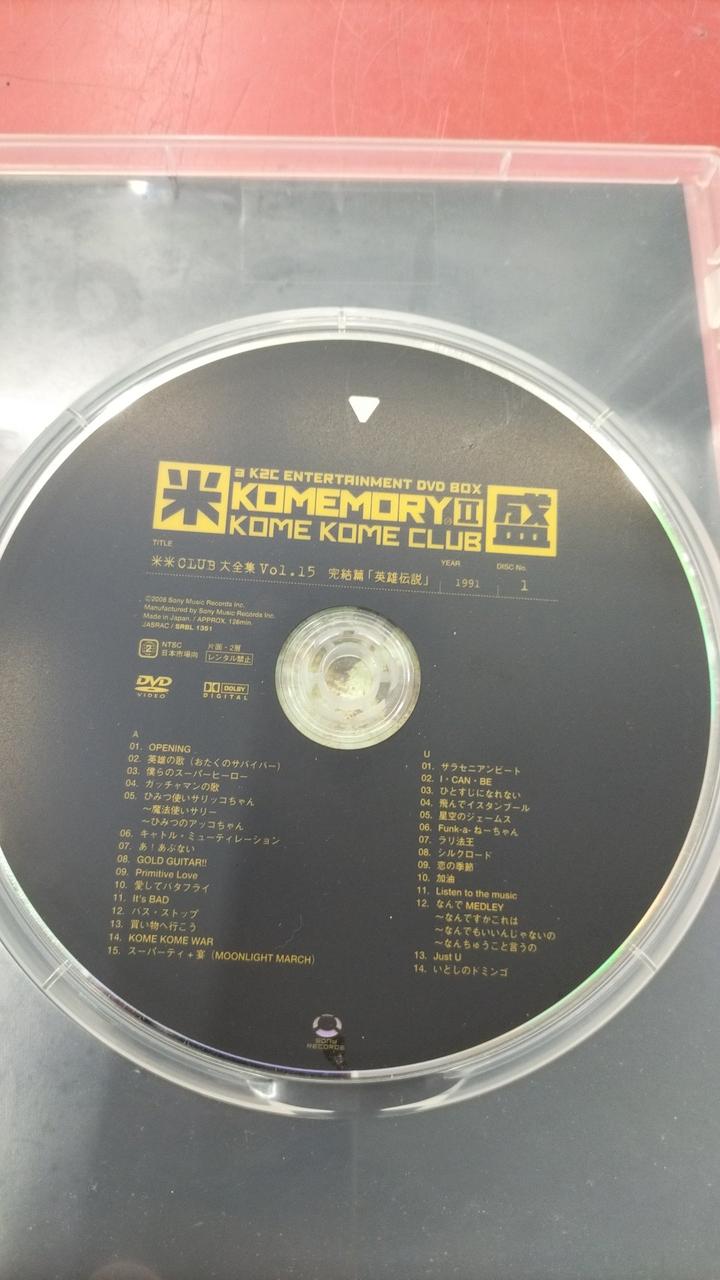 米
a K2C ENTERTAINMENT DVD BOX
KOMEMORY® II
KOME KOME CLUB
盛
TITLE
米米CLUB 大全集 Vol.15 完結篇「英雄伝説」
YEAR
1991
DISC No.
1
©2008 Sony Music Records Inc.
Manufactured by Sony Music Records Inc.
Made in Japan. / APPROX. 126min.
JASRAC / SRBL 1351
2
NTSC
日本市場向
片面・2層
レンタル禁止
DVD
VIDEO
DOLBY
DIGITAL
A
01. OPENING
02. 英雄の歌(おたくのサバイバー)
03. 僕らのスーパーヒーロー
04. ガッチャマンの歌
05. ひみつ使いサリッコちゃん
〜魔法使いサリー
〜ひみつのアッコちゃん
06. キャトル・ミューティレーション
07. あ!あぶない
08. GOLD GUITAR!!
09. Primitive Love
10. 愛してバタフライ
11. It's BAD
12. バス・ストップ
13. 買い物へ行こう
14. KOME KOME WAR
15. スーパーティ+宴(MOONLIGHT MARCH)
U
01. サラセニアンビート
02. I・CAN・BE
03. ひとすじになれない
04. 飛んでイスタンブール
05. 星空のジェームス
06. Funk-a- ねーちゃん
07. ラリ法王
08. シルクロード
09. 恋の季節
10. 加油
11. Listen to the music
12. なんで MEDLEY
〜なんですかこれは
〜なんでもいいんじゃないの
〜なんちゅうこと言うの
13. Just U
14. いとしのドミンゴ
SONY
RECORDS